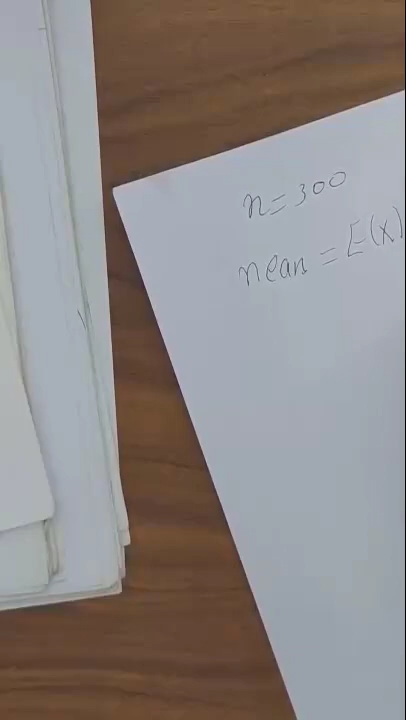 n=300
mean = E(x)